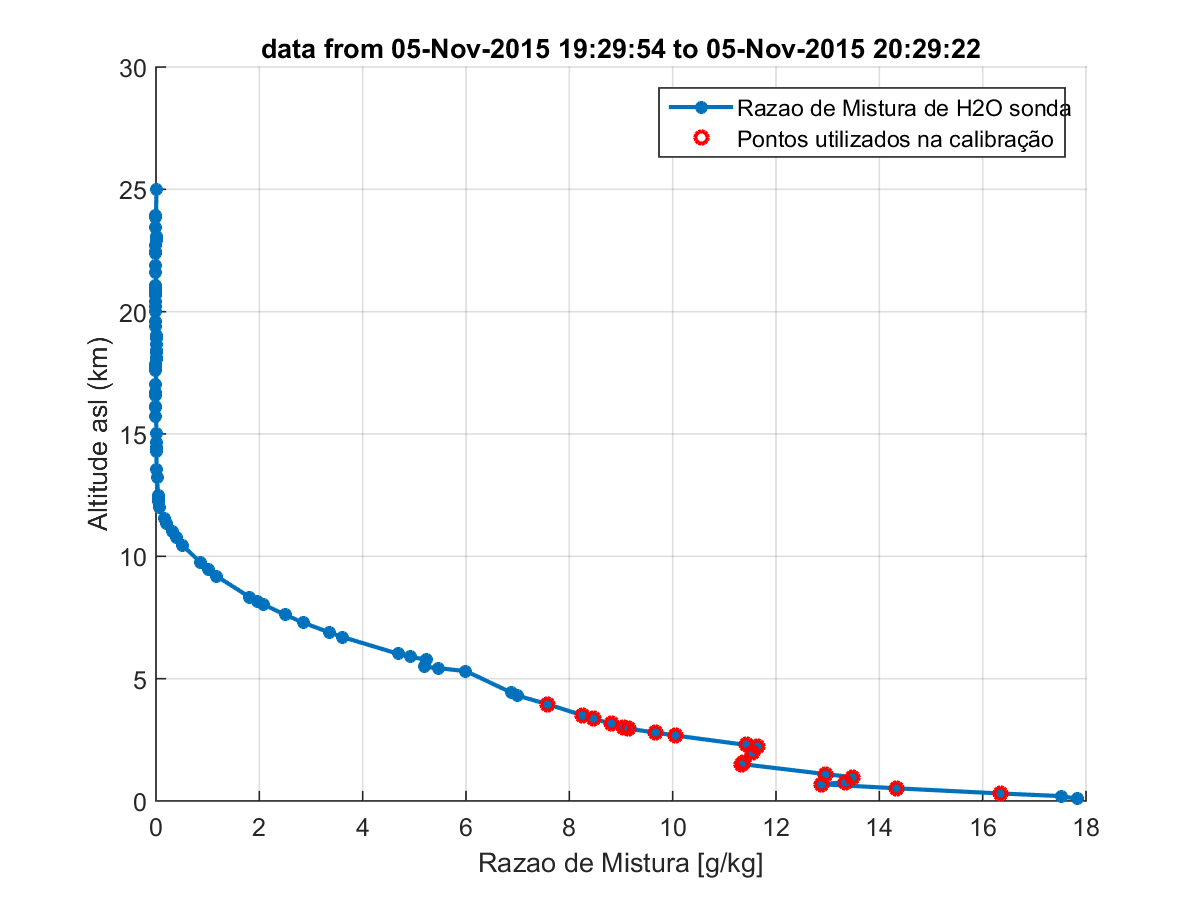 data from 05-Nov-2015 19:29:54 to 05-Nov-2015 20:29:22
Razao de Mistura de H2O sonda
Pontos utilizados na calibração
30
25
20
15
10
5
0
Altitude asl (km)
0 2 4 6 8 10 12 14 16 18
Razao de Mistura [g/kg]